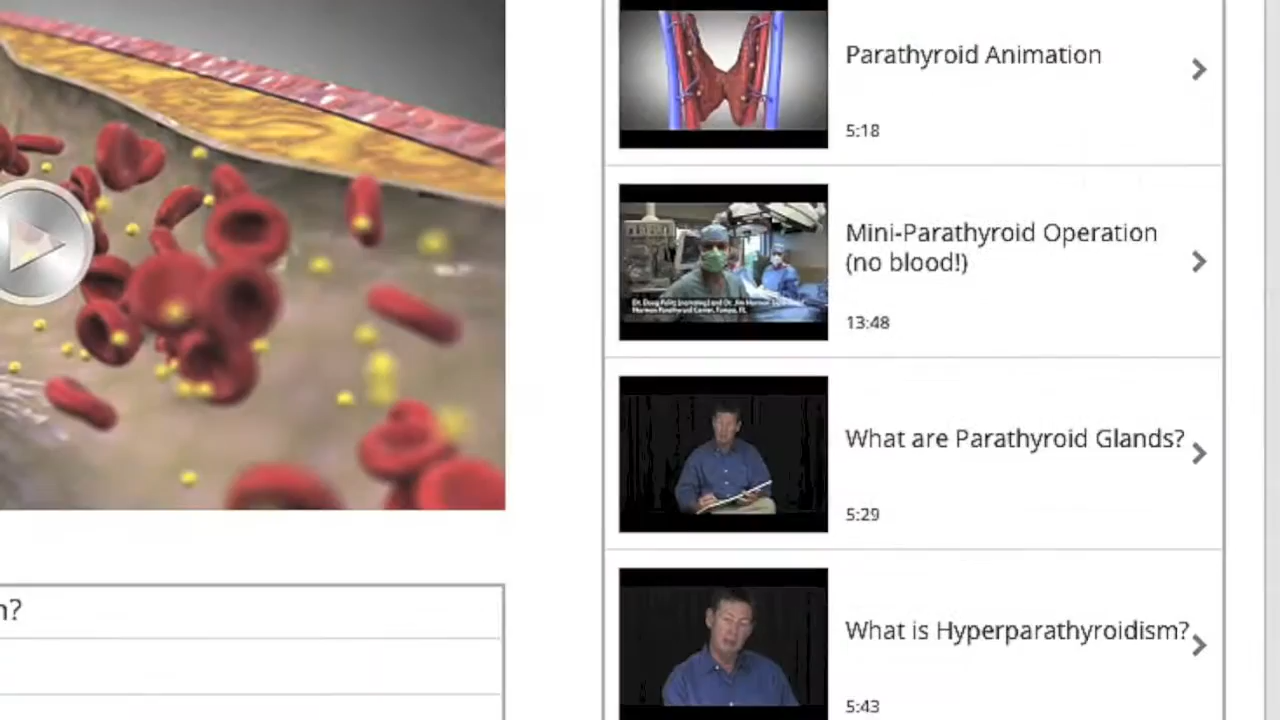 Parathyroid Animation
5:18
Mini-Parathyroid Operation
(no blood!)
13:48
What are Parathyroid Glands?
5:29
What is Hyperparathyroidism?
5:43
n?